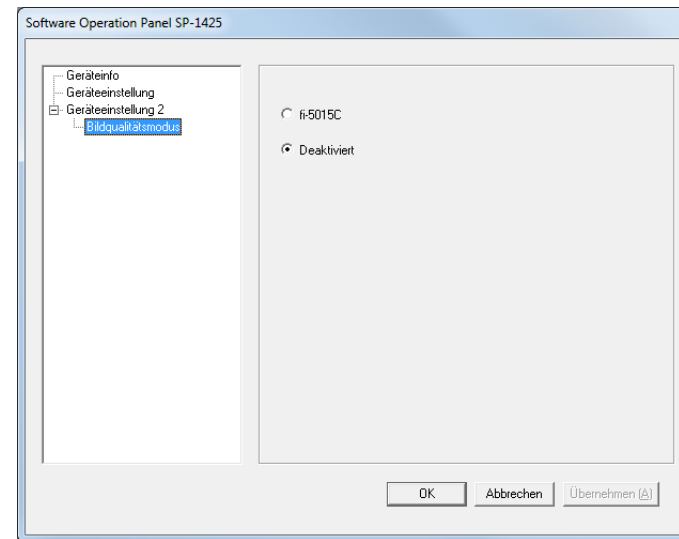 Software Operation Panel SP-1425
Geräteinfo
Geräteeinstellung
Geräteeinstellung 2
Bildqualitätsmodus
fi-5015C
Deaktiviert
OK
Abbrechen
Übernehmen (A)